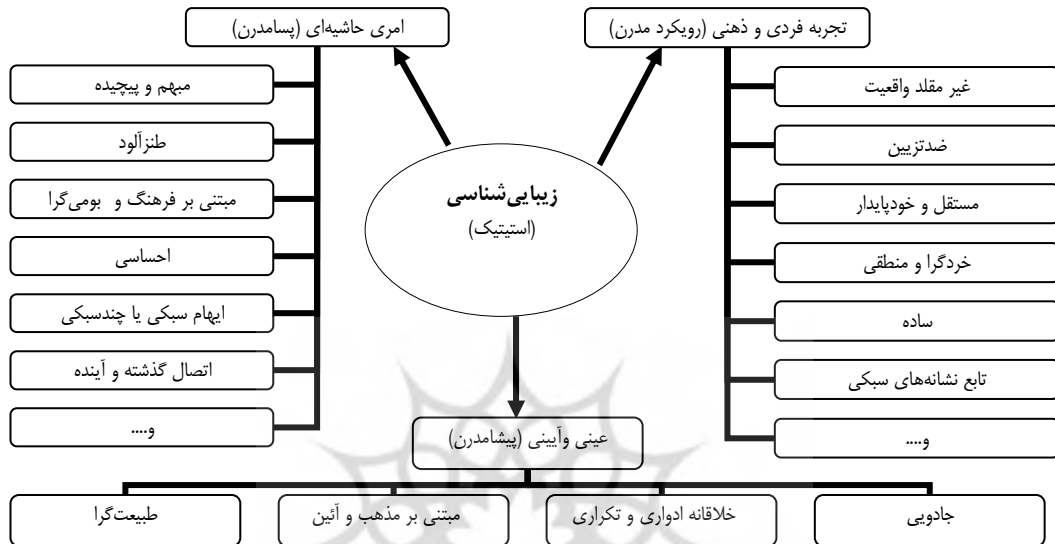 تجربه فردی و ذهنی (رویکرد مدرن)
غیر مقلد واقعیت
ضدتزیین
مستقل و خودپایدار
خردگرا و منطقی
ساده
تابع نشانه‌های سبکی
و....
زیبایی‌شناسی
(استیتیک)
امری حاشیه‌ای (پسامدرن)
مبهم و پیچیده
طنزآلود
مبتنی بر فرهنگ و بومی‌گرا
احساسی
ایهام سبکی یا چندسبکی
اتصال گذشته و آینده
و....
عینی وآیینی (پیشامدرن)
جادویی
خلاقانه ادواری و تکراری
مبتنی بر مذهب و آئین
طبیعت‌گرا